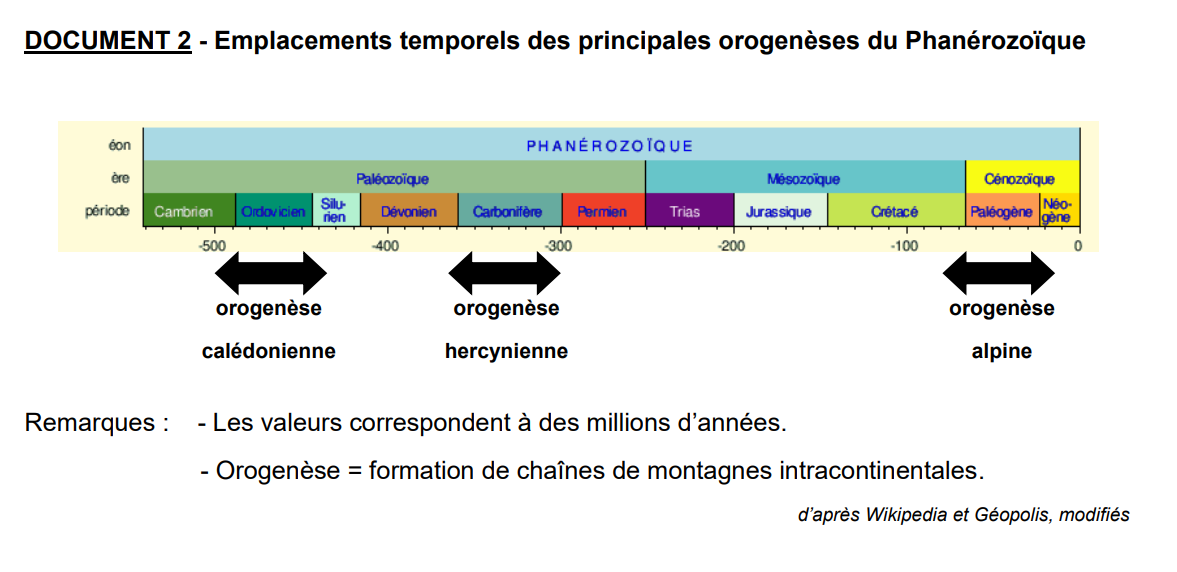 DOCUMENT 2 - Emplacements temporels des principales orogenèses du Phanérozoïque
éon PHANÉROZOÏQUE
ère Paléozoïque Mésozoïque Cénozoïque
période Cambrien Ordovicien Silu-rien Dévonien Carbonifère Permien Trias Jurassique Crétacé Paléogène Néo-gène
-500 -400 -300 -200 -100 0
orogenèse orogenèse orogenèse
calédonienne hercynienne alpine
Remarques : - Les valeurs correspondent à des millions d’années.
- Orogenèse = formation de chaînes de montagnes intracontinentales.
d’après Wikipedia et Géopolis, modifiés